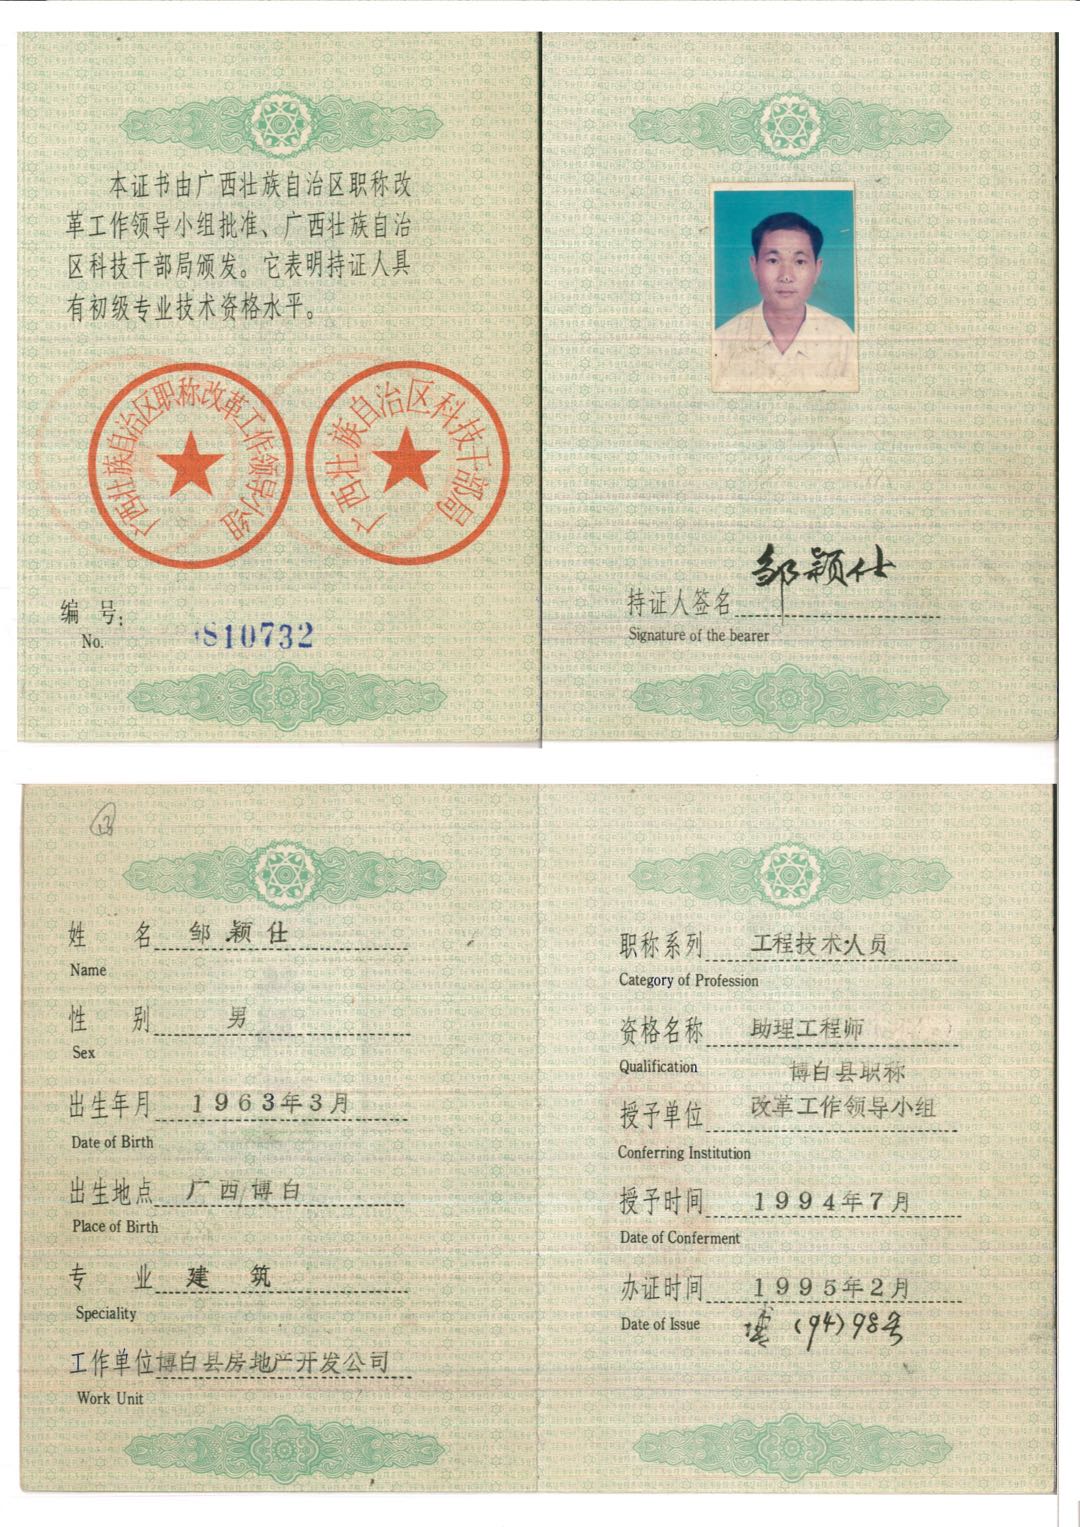 本证书由广西壮族自治区职称改
革工作领导小组批准、广西壮族自治
区科技干部局颁发。它表明持证人具
有初级专业技术资格水平。
广西壮族自治区职称改革工作领导小组
广西壮族自治区科技干部局
编 号:
No. S10732
邹颖仕
持证人签名
Signature of the bearer
13
姓 名 邹颖仕
Name
性 别 男
Sex
出生年月 1963年3月
Date of Birth
出生地点 广西博白
Place of Birth
专 业 建 筑
Speciality
工作单位 博白县房地产开发公司
Work Unit
职称系列 工程技术人员
Category of Profession
资格名称 助理工程师
Qualification
博白县职称
授予单位 改革工作领导小组
Conferring Institution
授予时间 1994年7月
Date of Conferment
办证时间 1995年2月
Date of Issue
(94)98号